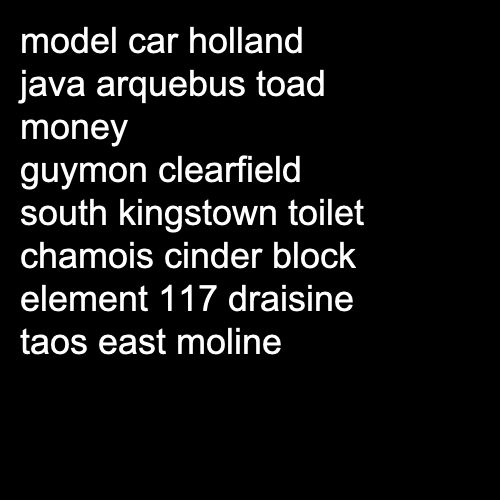 model car holland
java arquebus toad
money
guymon clearfield
south kingstown toilet
chamois cinder block
element 117 draisine
taos east moline